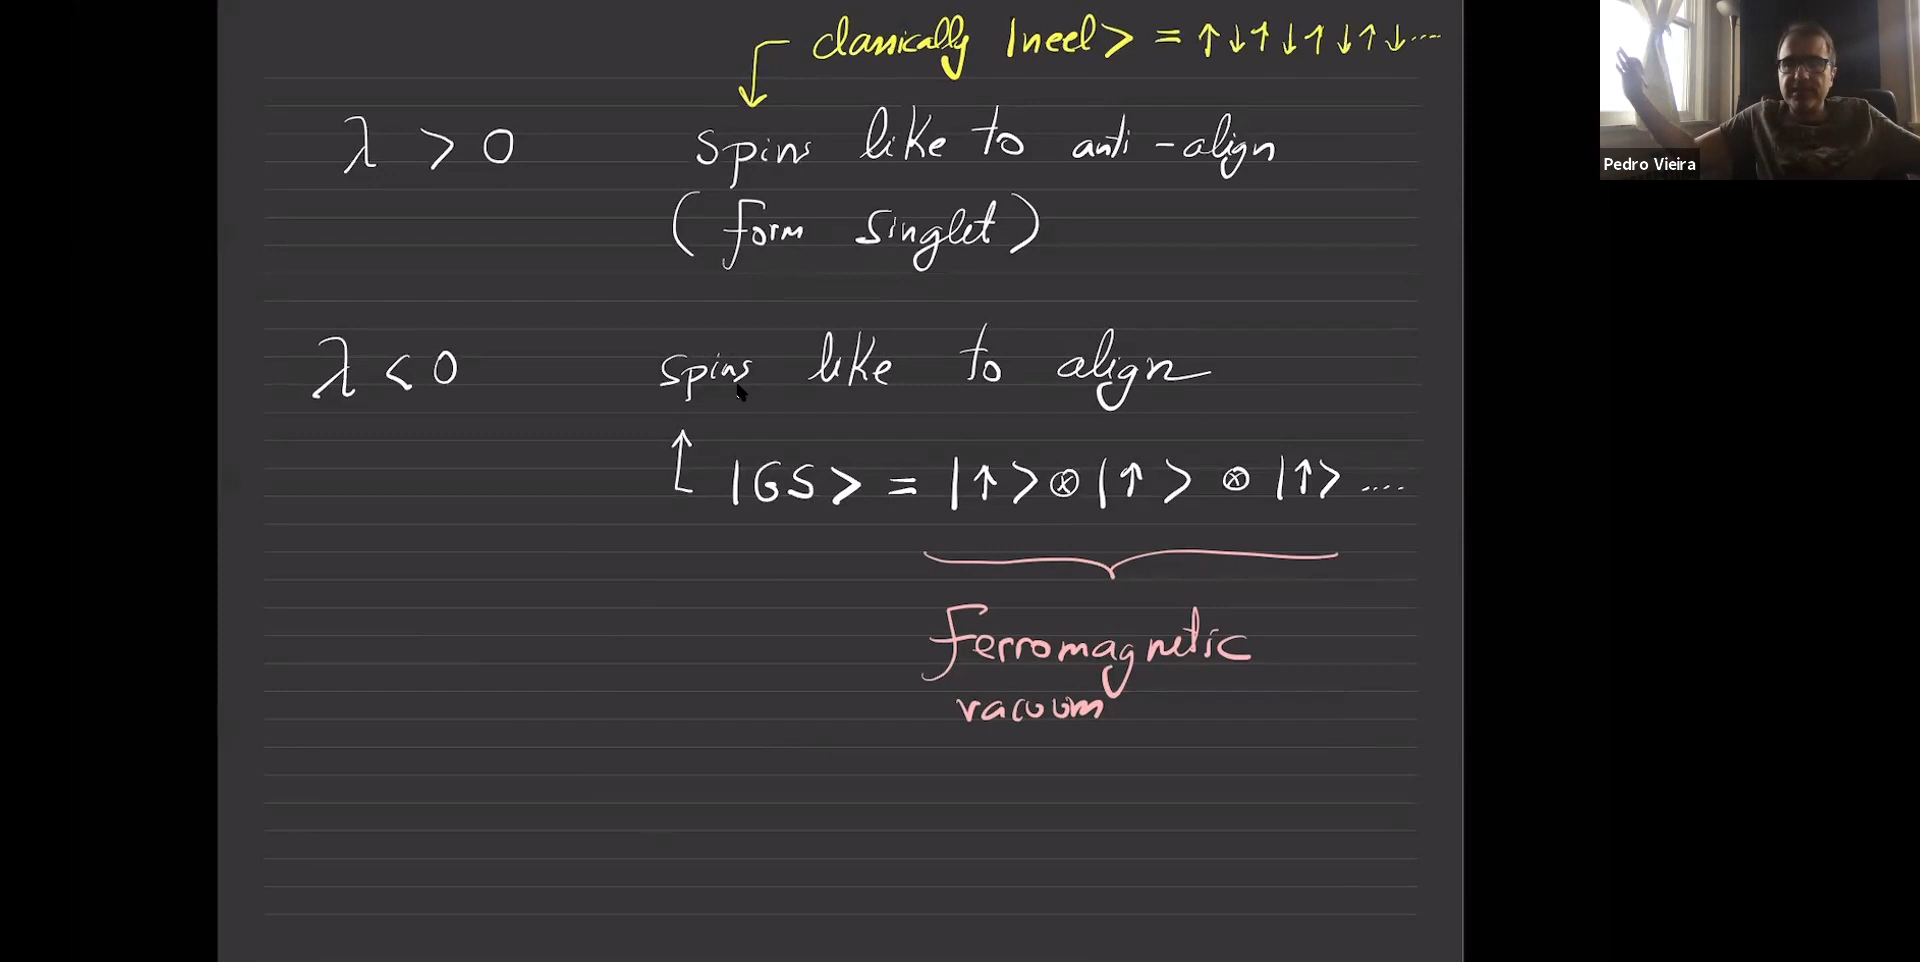 classically |neel> = ↑↓↑↓↑↓↑↓....
λ > 0 spins like to anti-align
(form singlet)
λ < 0 spins like to align
|GS> = |↑>⊗|↑>⊗|↑> ....
Ferromagnetic
vacuum
Pedro Vieira